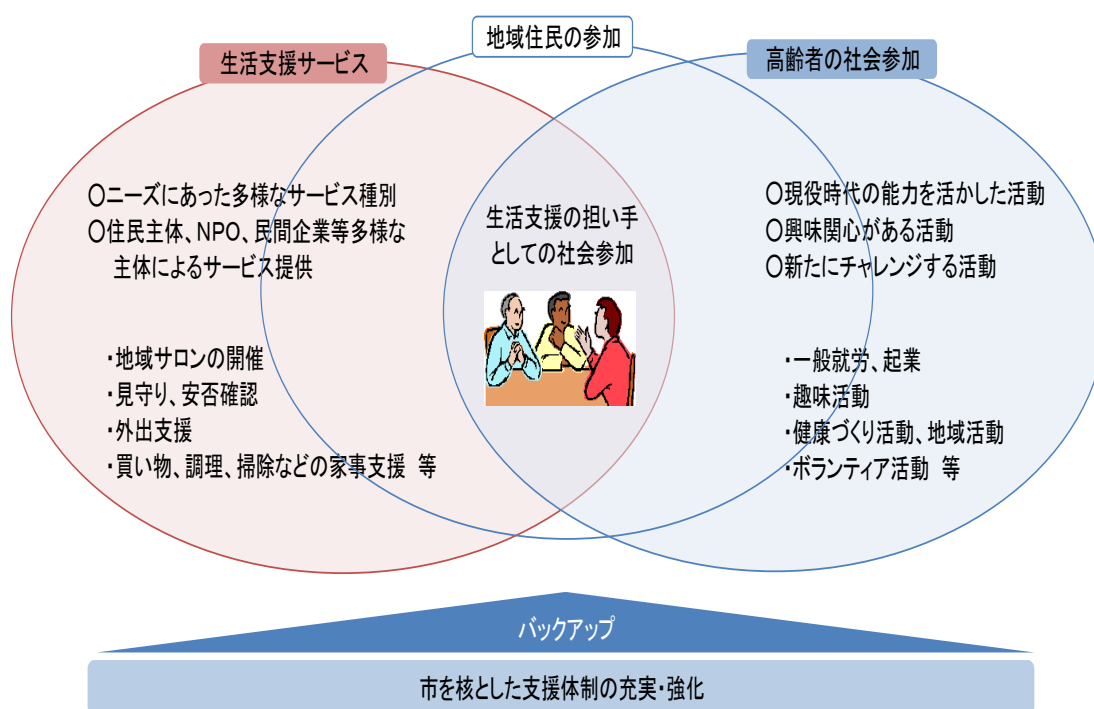 地域住民の参加
生活支援サービス
高齢者の社会参加
〇ニーズにあった多様なサービス種別
〇住民主体、NPO、民間企業等多様な
主体によるサービス提供
・地域サロンの開催
・見守り、安否確認
・外出支援
・買い物、調理、掃除などの家事支援 等
生活支援の担い手
としての社会参加
〇現役時代の能力を活かした活動
〇興味関心がある活動
〇新たにチャレンジする活動
・一般就労、起業
・趣味活動
・健康づくり活動、地域活動
・ボランティア活動 等
バックアップ
市を核とした支援体制の充実・強化